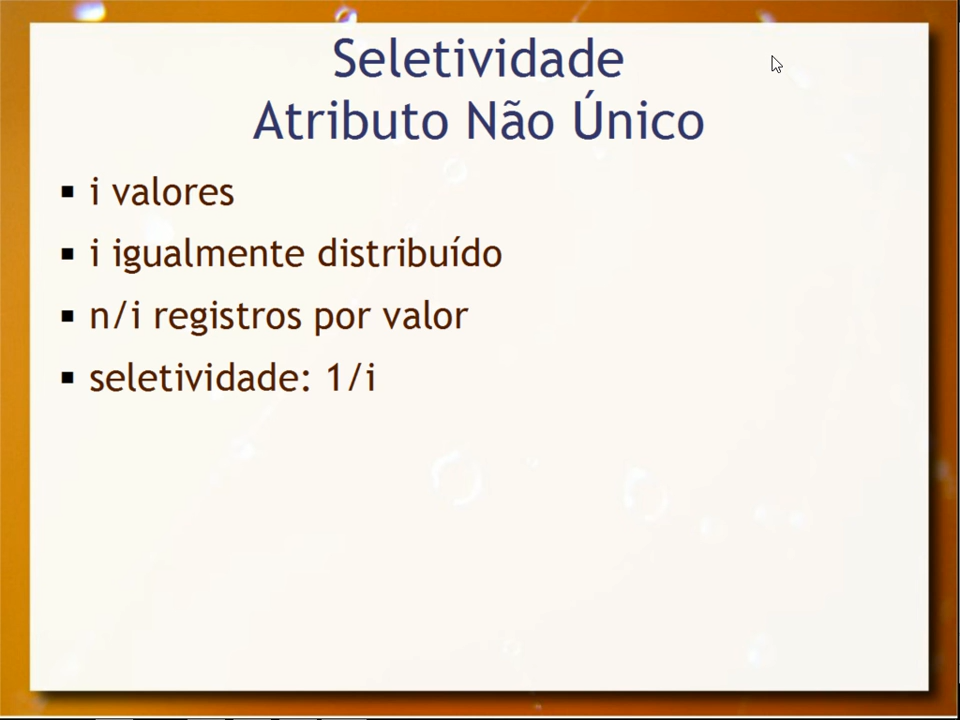 Seletividade
Atributo Não Único
▪ i valores
▪ i igualmente distribuído
▪ n/i registros por valor
▪ seletividade: 1/i